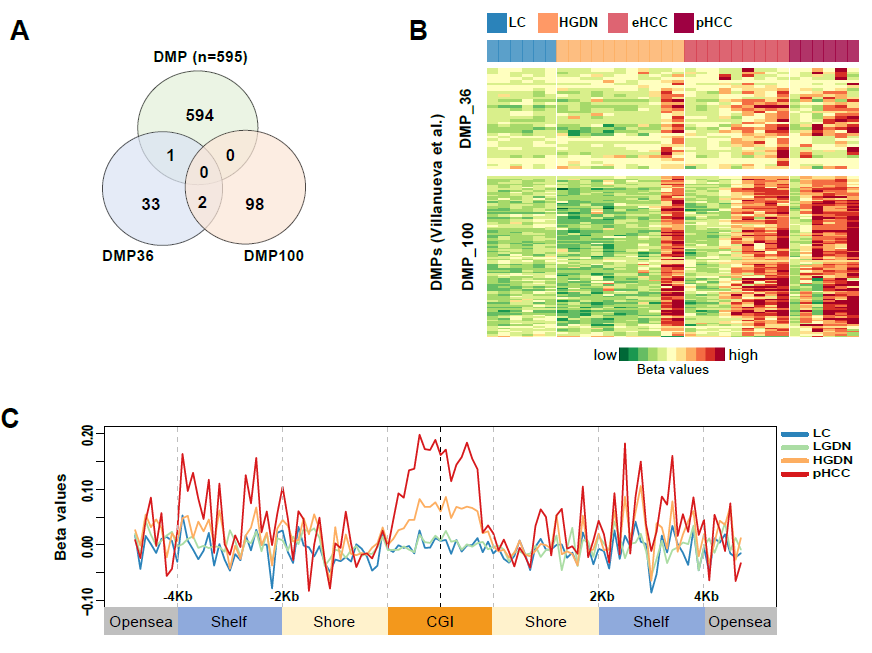 A
DMP (n=595)
594
1
0
0
33
2
98
DMP36
DMP100
B
LC
HGDN
eHCC
pHCC
DMPs (Villanueva et al.)
DMP_36
DMP_100
low
high
Beta values
C
Beta values
0.20
0.10
0.00
-0.10
LC
LGDN
HGDN
pHCC
-4Kb
-2Kb
2Kb
4Kb
Opensea
Shelf
Shore
CGI
Shore
Shelf
Opensea